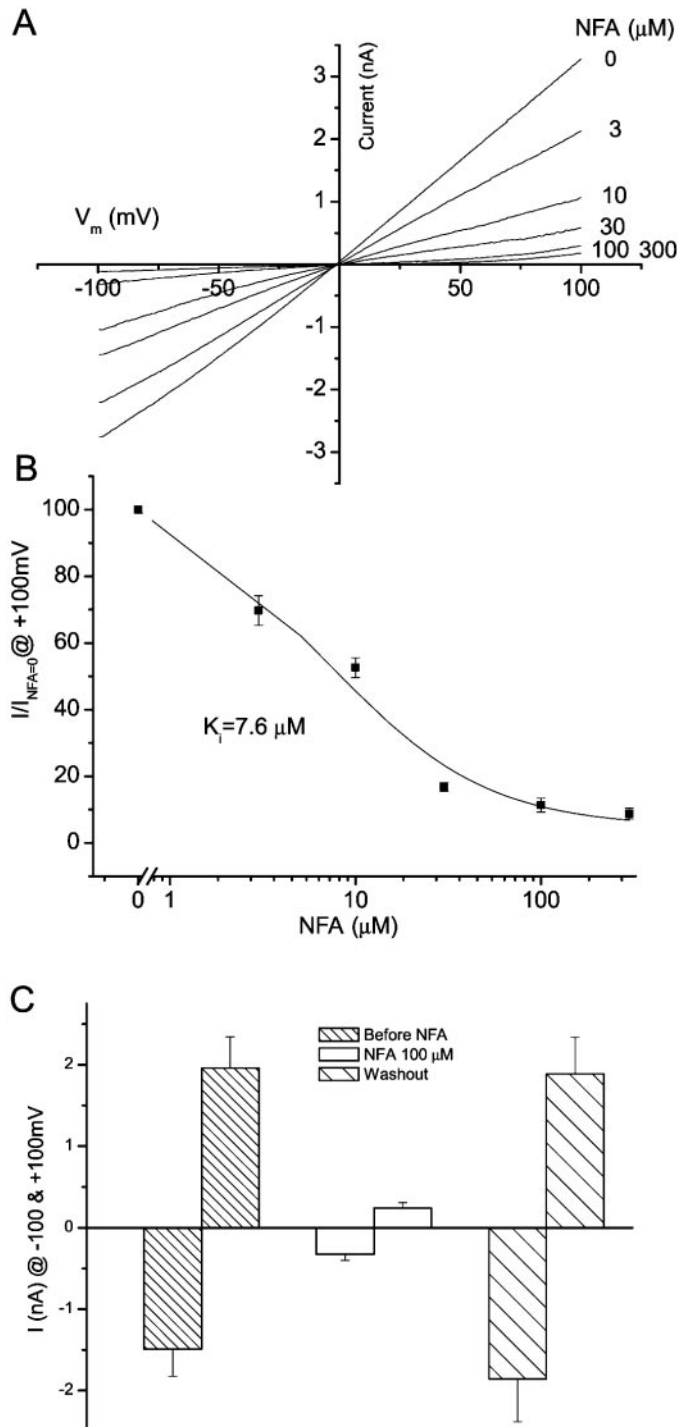 A
NFA (μM)
Current (nA)
3
0
2
3
1
10
V_m (mV)
30
100 300
-100
-50
50
100
-1
-2
-3
B
100
80
60
40
20
0
I/I_NFA=0@ +100mV
K_i=7.6 μM
0
1
10
100
NFA (μM)
C
2
1
0
-1
-2
I (nA) @ -100 & +100mV
Before NFA
NFA 100 μM
Washout